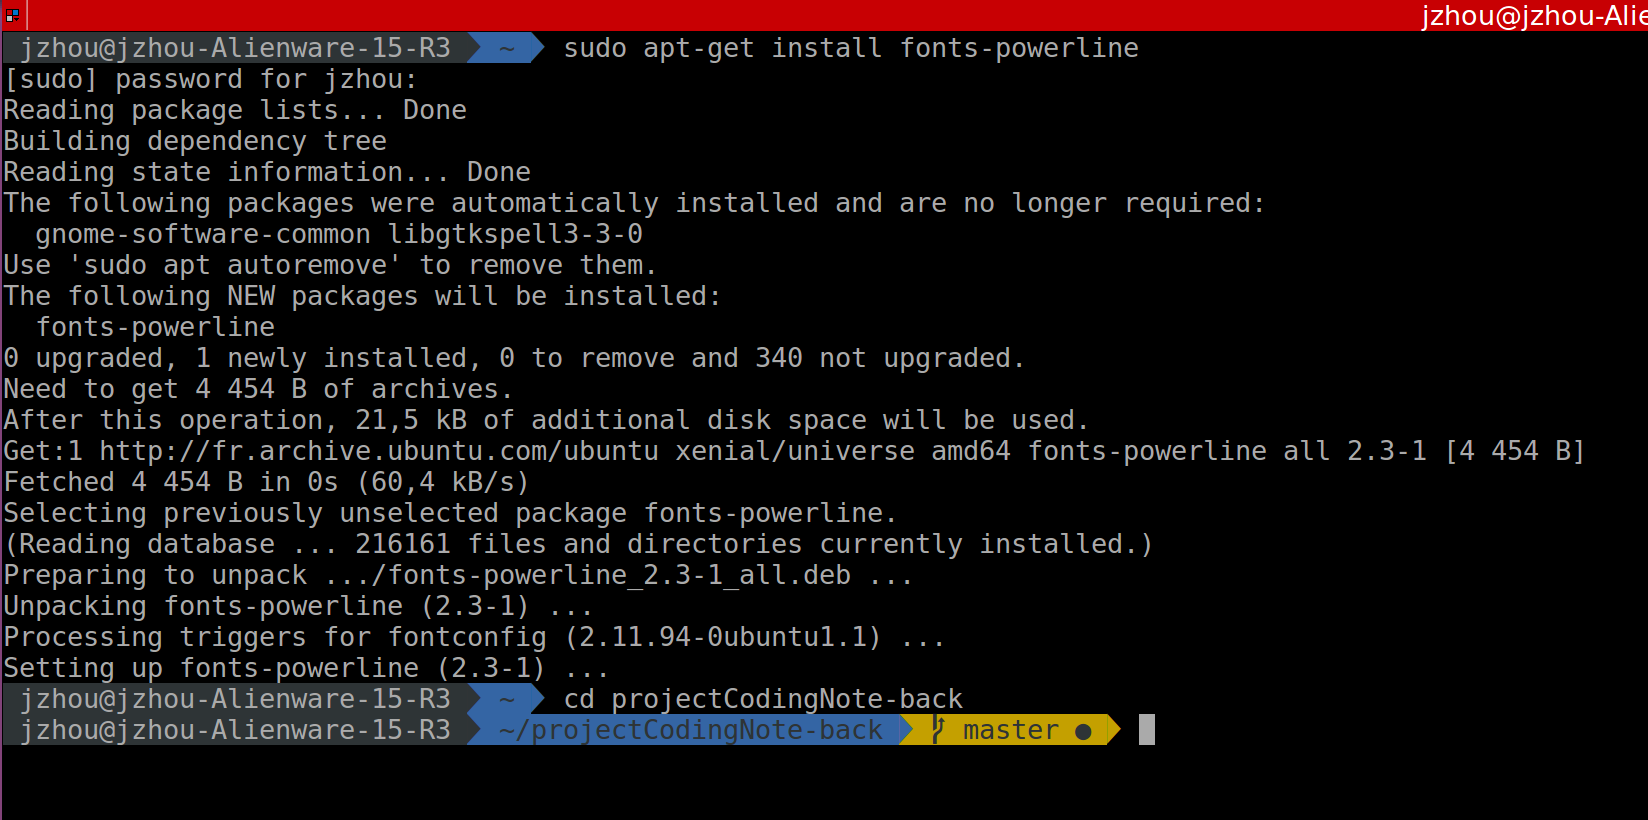 jzhou@jzhou-Alie
jzhou@jzhou-Alienware-15-R3 ~ sudo apt-get install fonts-powerline
[sudo] password for jzhou:
Reading package lists... Done
Building dependency tree
Reading state information... Done
The following packages were automatically installed and are no longer required:
  gnome-software-common libgtkspell3-3-0
Use 'sudo apt autoremove' to remove them.
The following NEW packages will be installed:
  fonts-powerline
0 upgraded, 1 newly installed, 0 to remove and 340 not upgraded.
Need to get 4 454 B of archives.
After this operation, 21,5 kB of additional disk space will be used.
Get:1 http://fr.archive.ubuntu.com/ubuntu xenial/universe amd64 fonts-powerline all 2.3-1 [4 454 B]
Fetched 4 454 B in 0s (60,4 kB/s)
Selecting previously unselected package fonts-powerline.
(Reading database ... 216161 files and directories currently installed.)
Preparing to unpack .../fonts-powerline_2.3-1_all.deb ...
Unpacking fonts-powerline (2.3-1) ...
Processing triggers for fontconfig (2.11.94-0ubuntu1.1) ...
Setting up fonts-powerline (2.3-1) ...
jzhou@jzhou-Alienware-15-R3 ~ cd projectCodingNote-back
jzhou@jzhou-Alienware-15-R3 ~/projectCodingNote-back master ●